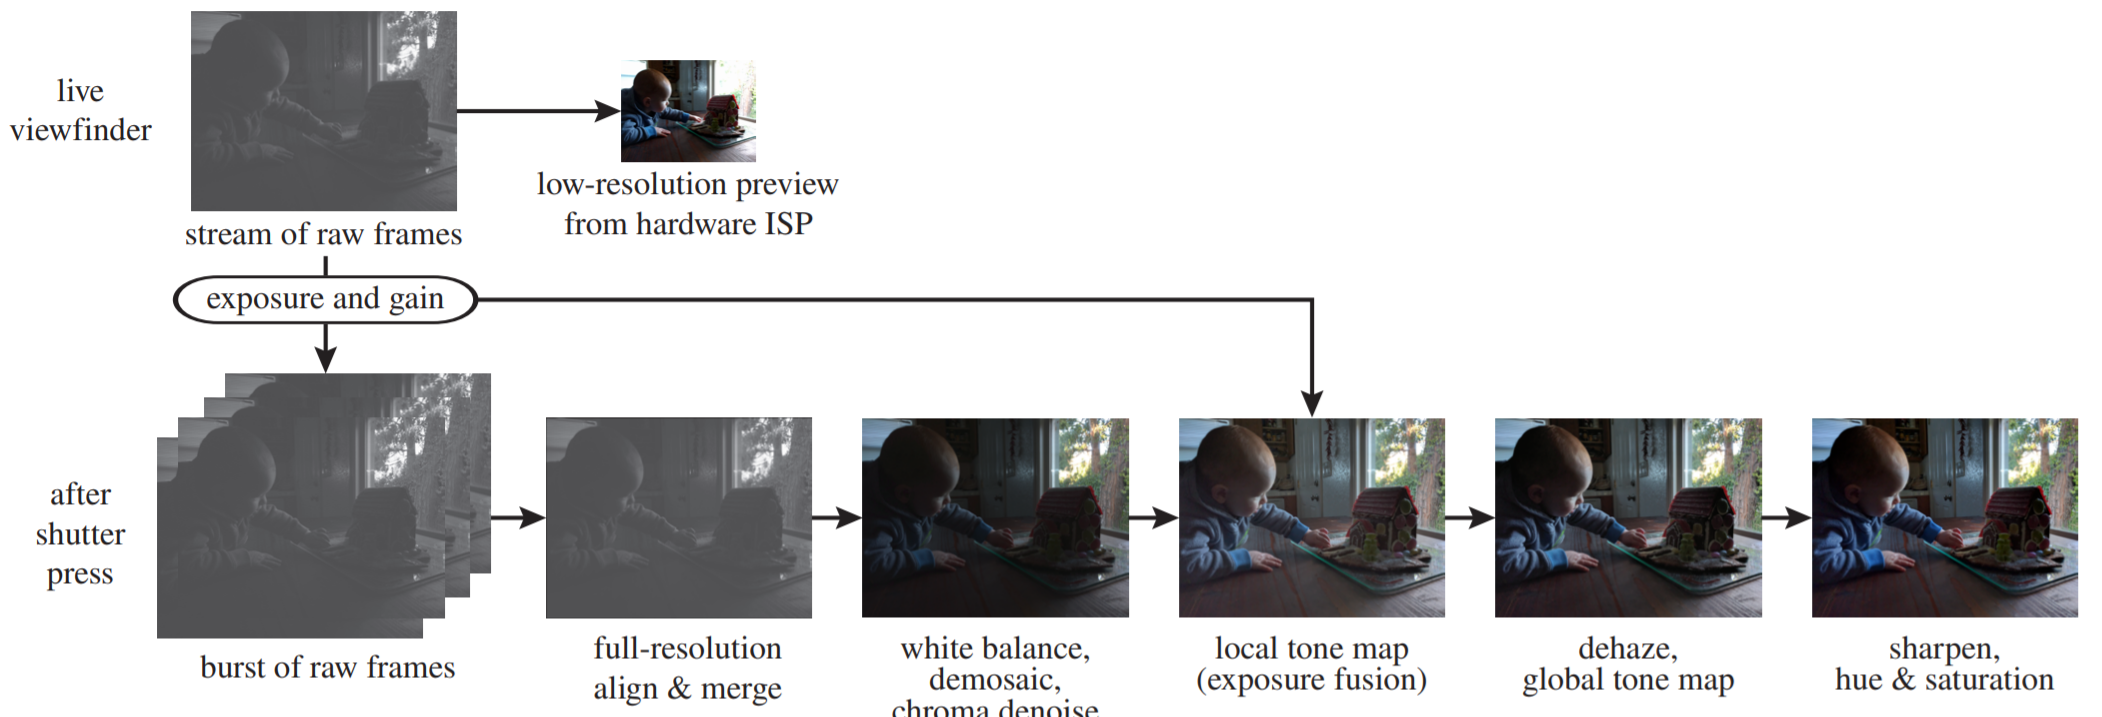 live
viewfinder
stream of raw frames
low-resolution preview
from hardware ISP
exposure and gain
after
shutter
press
burst of raw frames
full-resolution
align & merge
white balance,
demosaic,
chroma denoise
local tone map
(exposure fusion)
dehaze,
global tone map
sharpen,
hue & saturation